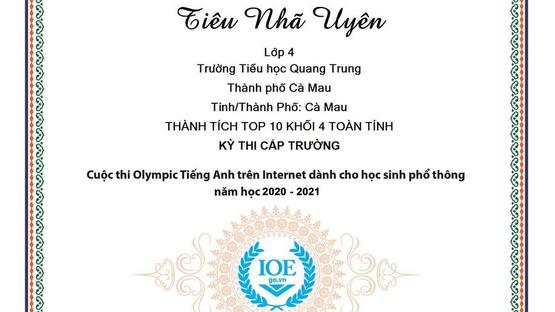 Tiêu Nhã Uyên
Lớp 4
Trường Tiểu học Quang Trung
Thành phố Cà Mau
Tỉnh/Thành Phố: Cà Mau
THÀNH TÍCH TOP 10 KHỐI 4 TOÀN TỈNH
KỲ THI CẤP TRƯỜNG
Cuộc thi Olympic Tiếng Anh trên Internet dành cho học sinh phổ thông
năm học 2020 - 2021
IOE
go.vn